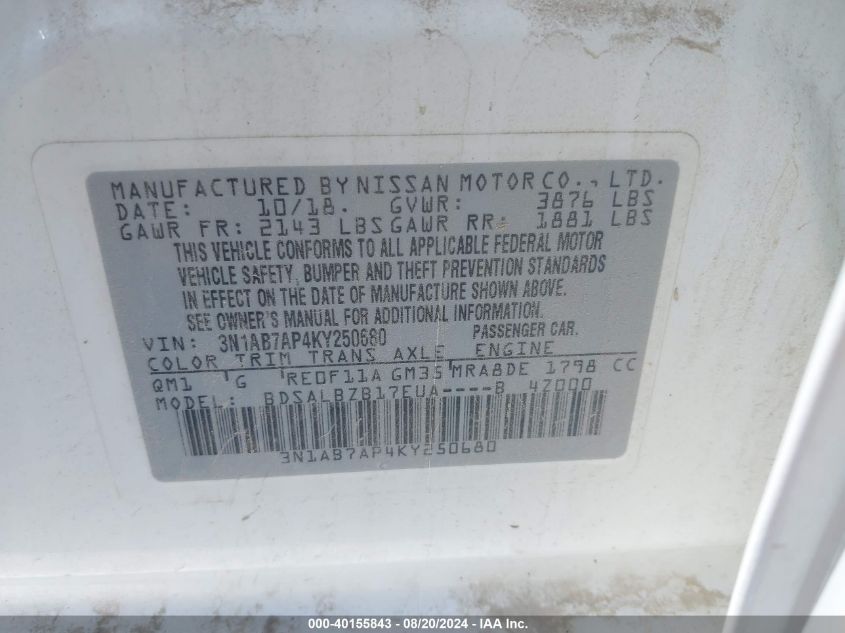 MANUFACTURED BY NISSAN MOTOR CO., LTD.
DATE: 10/18. GVWR: 3876 LBS
GAWR FR: 2143 LBS GAWR RR: 1881 LBS
THIS VEHICLE CONFORMS TO ALL APPLICABLE FEDERAL MOTOR
VEHICLE SAFETY, BUMPER AND THEFT PREVENTION STANDARDS
IN EFFECT ON THE DATE OF MANUFACTURE SHOWN ABOVE.
SEE OWNER'S MANUAL FOR ADDITIONAL INFORMATION.
VIN: 3N1AB7AP4KY250680 PASSENGER CAR.
COLOR TRIM TRANS AXLE ENGINE
QM1 G RE0F11A GM35 MRA8DE 1798 CC
MODEL: BDSALBZB17EUA----B 4Z000
3N1AB7AP4KY250680
000-40155843 - 08/20/2024 - IAA Inc.